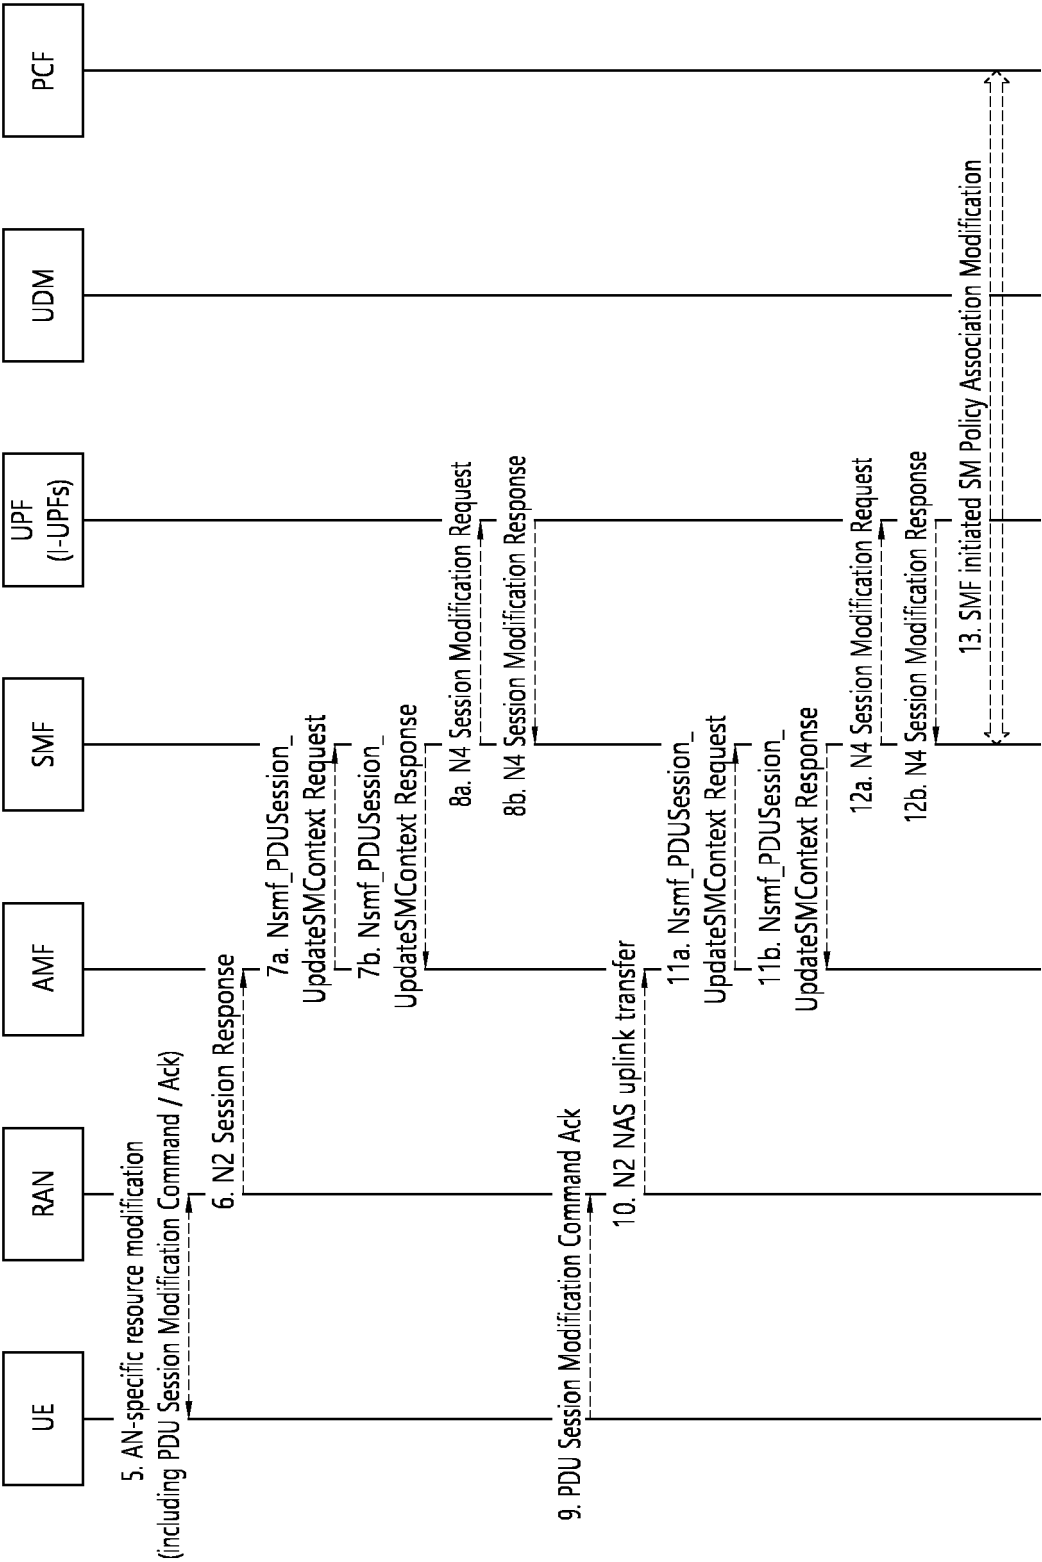 UE
RAN
AMF
SMF
UPF
(I-UPFs)
UDM
PCF
5. AN-specific resource modification
(including PDU Session Modification Command / Ack)
6. N2 Session Response
7a. Nsmf_PDUSession_
UpdateSMContext Request
7b. Nsmf_PDUSession_
UpdateSMContext Response
8a. N4 Session Modification Request
8b. N4 Session Modification Response
9. PDU Session Modification Command Ack
10. N2 NAS uplink transfer
11a. Nsmf_PDUSession_
UpdateSMContext Request
11b. Nsmf_PDUSession_
UpdateSMContext Response
12a. N4 Session Modification Request
12b. N4 Session Modification Response
13. SMF initiated SM Policy Association Modification